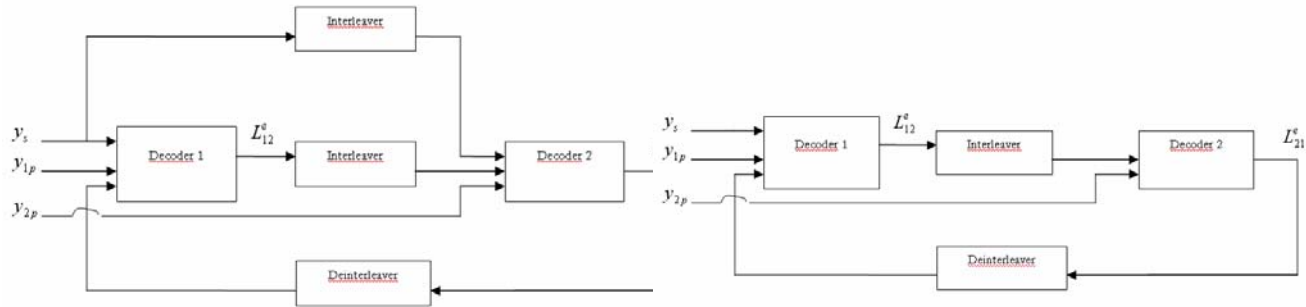 Interleaver
y_s
L^e_12
y_1p
Decoder 1
Interleaver
Decoder 2
y_2p
Deinterleaver
y_s
L^e_12
L^e_21
y_1p
Decoder 1
Interleaver
Decoder 2
y_2p
Deinterleaver